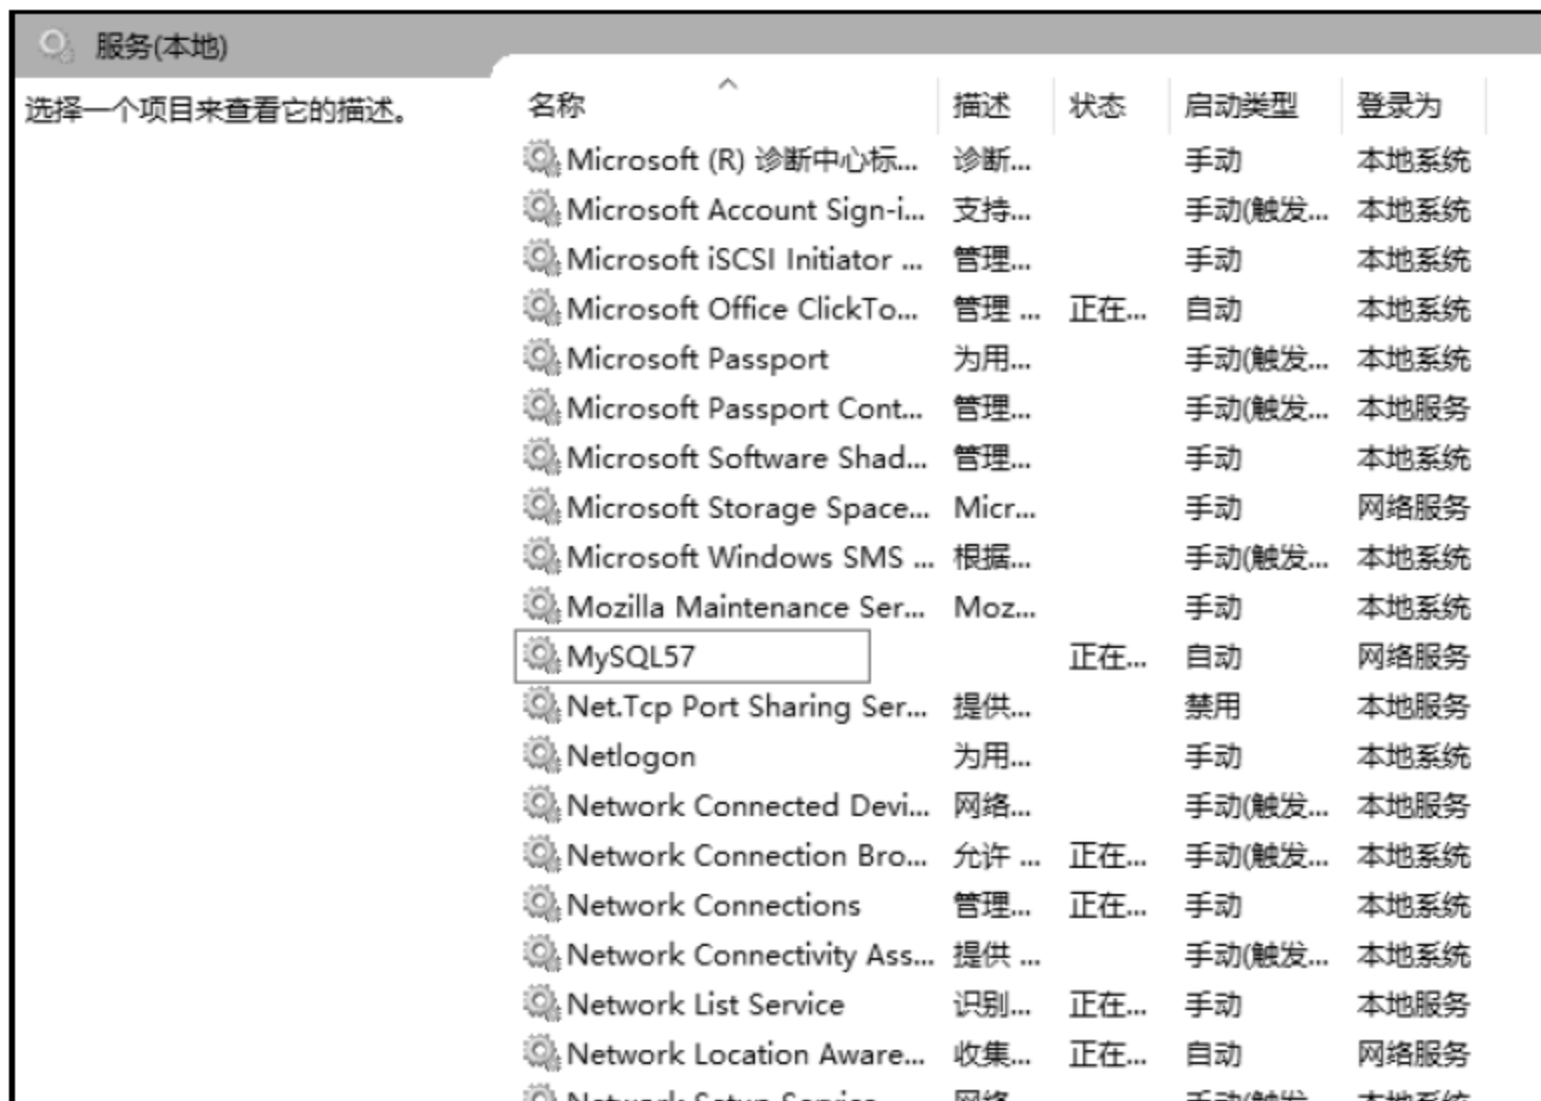 服务(本地)
选择一个项目来查看它的描述。
名称 描述 状态 启动类型 登录为
Microsoft (R) 诊断中心标... 诊断... 手动 本地系统
Microsoft Account Sign-i... 支持... 手动(触发... 本地系统
Microsoft iSCSI Initiator ... 管理... 手动 本地系统
Microsoft Office ClickTo... 管理 ... 正在... 自动 本地系统
Microsoft Passport 为用... 手动(触发... 本地系统
Microsoft Passport Cont... 管理... 手动(触发... 本地服务
Microsoft Software Shad... 管理... 手动 本地系统
Microsoft Storage Space... Micr... 手动 网络服务
Microsoft Windows SMS ... 根据... 手动(触发... 本地系统
Mozilla Maintenance Ser... Moz... 手动 本地系统
MySQL57 正在... 自动 网络服务
Net.Tcp Port Sharing Ser... 提供... 禁用 本地服务
Netlogon 为用... 手动 本地系统
Network Connected Devi... 网络... 手动(触发... 本地服务
Network Connection Bro... 允许 ... 正在... 手动(触发... 本地系统
Network Connections 管理... 正在... 手动 本地系统
Network Connectivity Ass... 提供 ... 手动(触发... 本地系统
Network List Service 识别... 正在... 手动 本地服务
Network Location Aware... 收集... 正在... 自动 网络服务
Network Setup Service 网络... 手动(触发... 本地系统